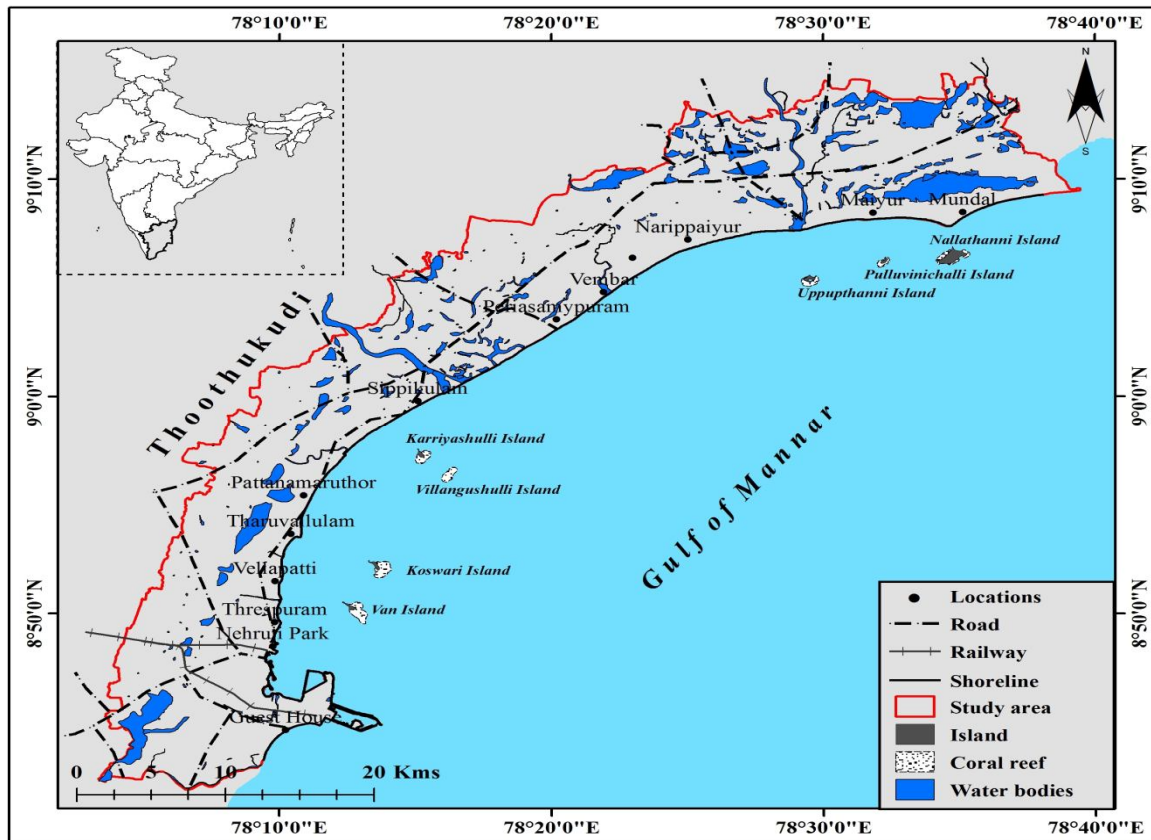 78°10'0"E
78°20'0"E
78°30'0"E
78°40'0"E
N
S
9°10'0"N
9°10'0"N
Maiyur
Mundal
Narippaiyur
Nallathanni Island
Pulluvinichalli Island
Uppupthanni Island
Vembar
Periasamypuram
Thoothukudi
Sippikulam
9°0'0"N
9°0'0"N
Karriyashulli Island
Villangushulli Island
Gulf of Mannar
Pattanamaruthor
Tharuvaikulam
Vellapatti
Koswari Island
Threspuram
Van Island
Nehruji Park
8°50'0"N
8°50'0"N
Guest House
0 5 10 20 Kms
Locations
Road
Railway
Shoreline
Study area
Island
Coral reef
Water bodies
78°10'0"E
78°20'0"E
78°30'0"E
78°40'0"E